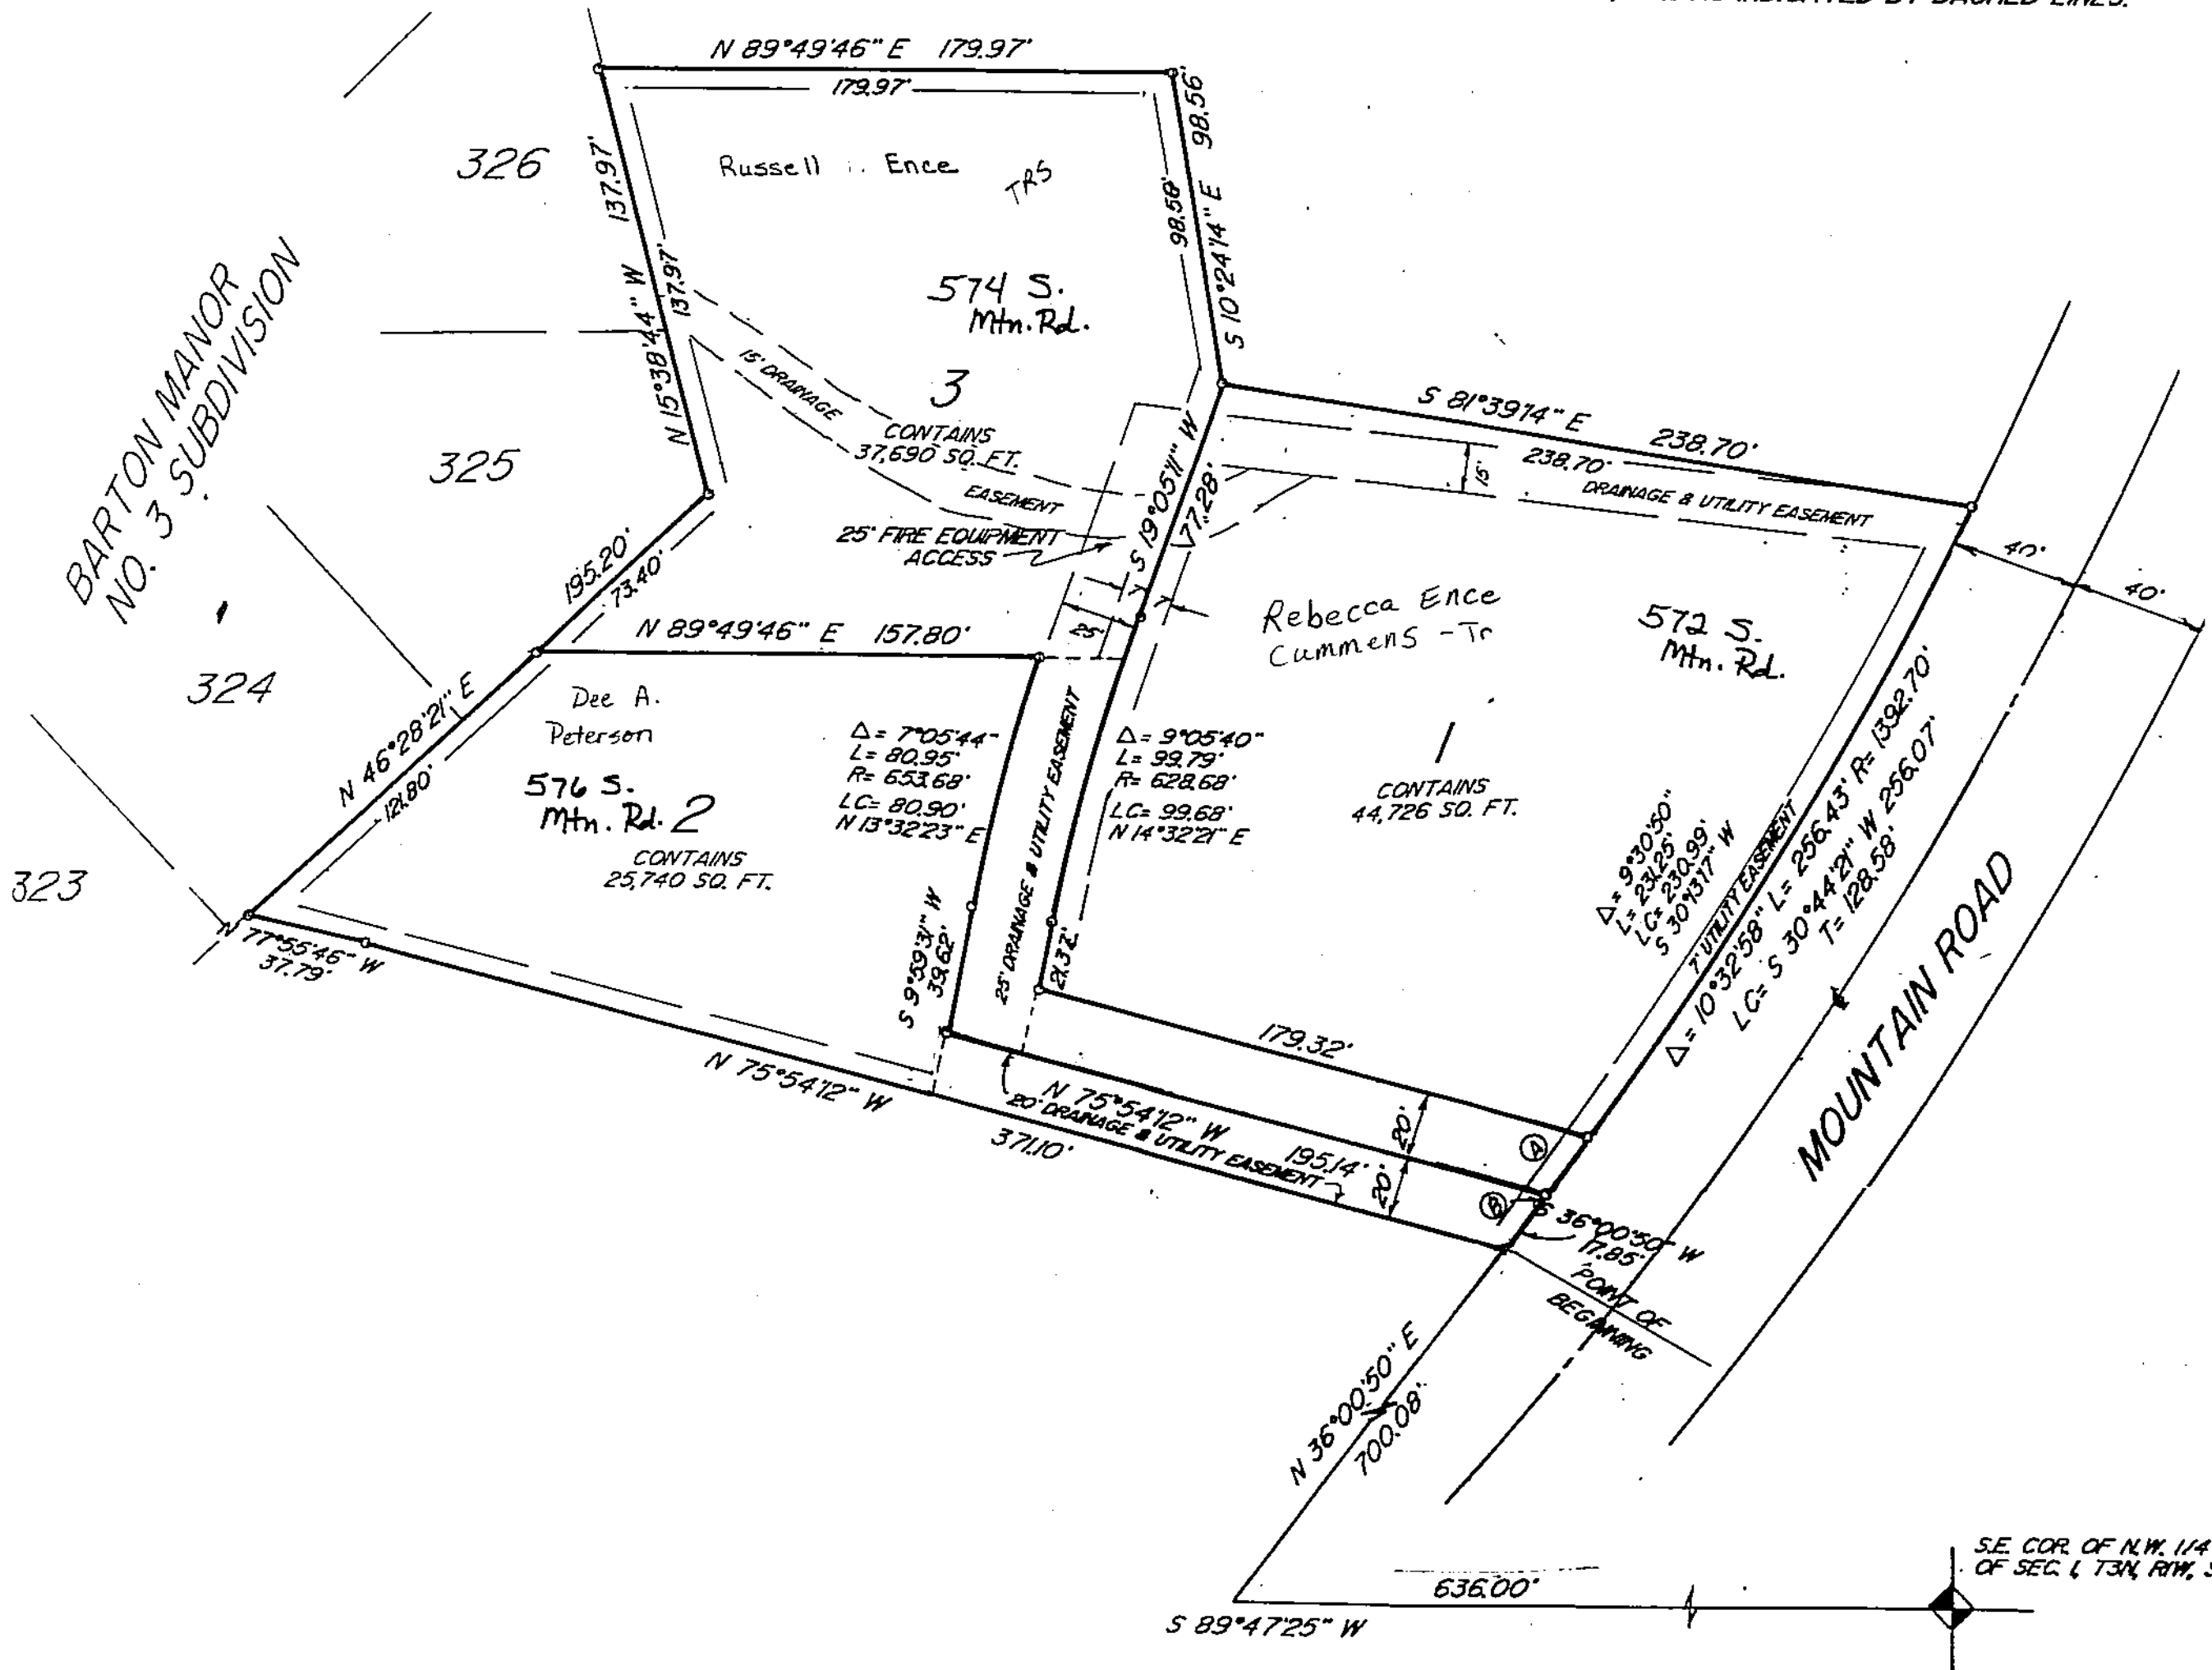 INDICATED BY DASHED LINES.
N 89°49'46" E 179.97'
179.97'
98.56'
S 10°24'14" E
98.56'
137.97'
N 15°38'44" W
137.97'
326
Russell Ence
TRS
574 S.
Mtn. Rd.
3
CONTAINS
37,690 SQ. FT.
15' DRAINAGE
EASEMENT
25' FIRE EQUIPMENT
ACCESS
BARTON MANOR
NO. 3 SUBDIVISION
325
324
323
195.20'
73.40'
N 46°28'21" E
121.80'
N 89°49'46" E 157.80'
S 19°05'11" W
77.28'
7'
25'
S 81°39'14" E 238.70'
238.70'
15'
DRAINAGE & UTILITY EASEMENT
40'
40'
Rebecca Ence
Cummens - Tr
572 S.
Mtn. Rd.
1
CONTAINS
44,726 SQ. FT.
Dee A.
Peterson
576 S.
Mtn. Rd. 2
CONTAINS
25,740 SQ. FT.
Δ= 7°05'44"
L= 80.95'
R= 653.68'
LC= 80.90'
N 13°32'23" E
25' DRAINAGE & UTILITY EASEMENT
Δ= 9°05'40"
L= 99.79'
R= 628.68'
LC= 99.68'
N 14°32'21" E
Δ= 9°30'50"
L= 231.25'
LC= 230.99'
S 30°13'17" W
7' UTILITY EASEMENT
Δ= 10°32'58" L= 256.43' R= 1392.70'
LC= S 30°44'21" W 256.07'
T= 128.58'
MOUNTAIN ROAD
N 77°55'46" W
37.79'
S 9°59'31" W
39.62'
21.32'
179.32'
N 75°54'12" W
371.10'
N 75°54'12" W
195.14'
20' DRAINAGE & UTILITY EASEMENT
20'
20'
A
B
S 36°00'50" W
17.85'
POINT OF
BEGINNING
N 36°00'50" E
700.08'
636.00'
S 89°47'25" W
S.E. COR. OF N.W. 1/4
OF SEC. 1, T3N, R1W, S